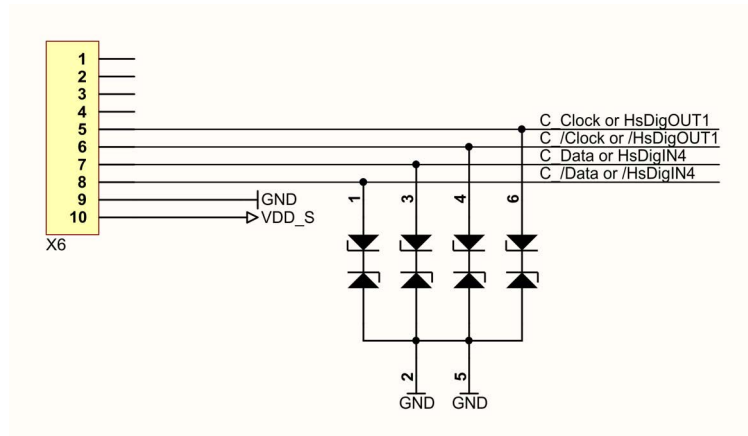 1
2
3
4
5 C_Clock or HsDigOUT1
6 C_/Clock or /HsDigOUT1
7 C_Data or HsDigIN4
8 C_/Data or /HsDigIN4
9 GND
10 VDD_S
X6
1 3 4 6
2 5
GND GND